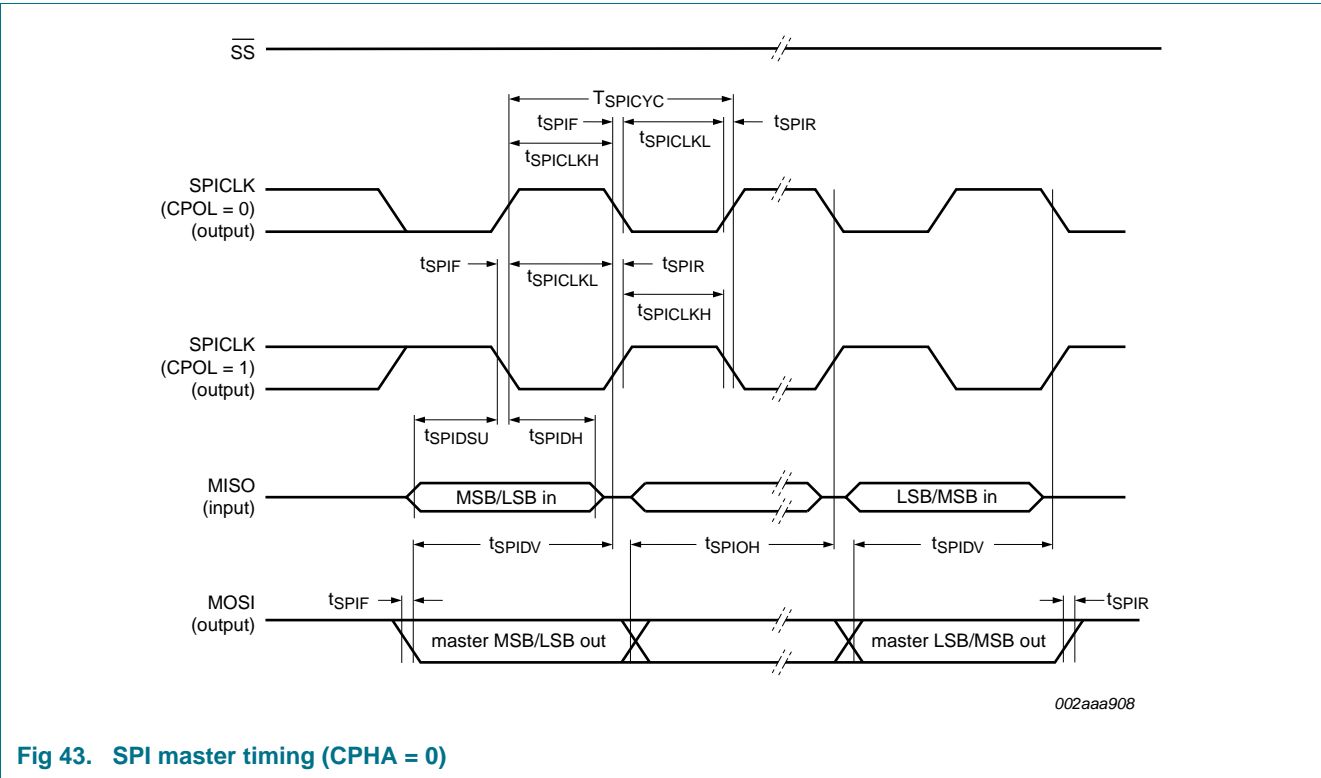 SS
TSPICYC
tSPIF
tSPICLKL
tSPIR
tSPICLKH
SPICLK
(CPOL = 0)
(output)
tSPIF
tSPICLKL
tSPIR
tSPICLKH
SPICLK
(CPOL = 1)
(output)
tSPIDSU
tSPIDH
MISO
(input)
MSB/LSB in
LSB/MSB in
tSPIDV
tSPIOH
tSPIDV
MOSI
(output)
tSPIF
tSPIR
master MSB/LSB out
master LSB/MSB out
002aaa908
Fig 43. SPI master timing (CPHA = 0)